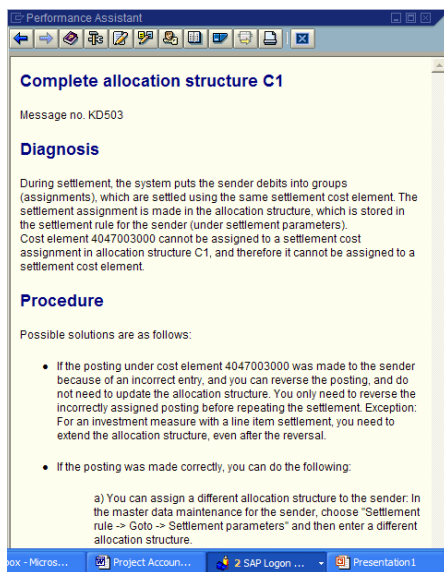 Performance Assistant
Complete allocation structure C1
Message no. KD503
Diagnosis
During settlement, the system puts the sender debits into groups
(assignments), which are settled using the same settlement cost element. The
settlement assignment is made in the allocation structure, which is stored in
the settlement rule for the sender (under settlement parameters).
Cost element 4047003000 cannot be assigned to a settlement cost
assignment in allocation structure C1, and therefore it cannot be assigned to a
settlement cost element.
Procedure
Possible solutions are as follows:
• If the posting under cost element 4047003000 was made to the sender
because of an incorrect entry, and you can reverse the posting, and do
not need to update the allocation structure. You only need to reverse the
incorrectly assigned posting before repeating the settlement. Exception:
For an investment measure with a line item settlement, you need to
extend the allocation structure, even after the reversal.
• If the posting was made correctly, you can do the following:
a) You can assign a different allocation structure to the sender: In
the master data maintenance for the sender, choose "Settlement
rule -> Goto -> Settlement parameters" and then enter a different
allocation structure.
box - Micros... Project Accoun... 2 SAP Logon ... Presentation1